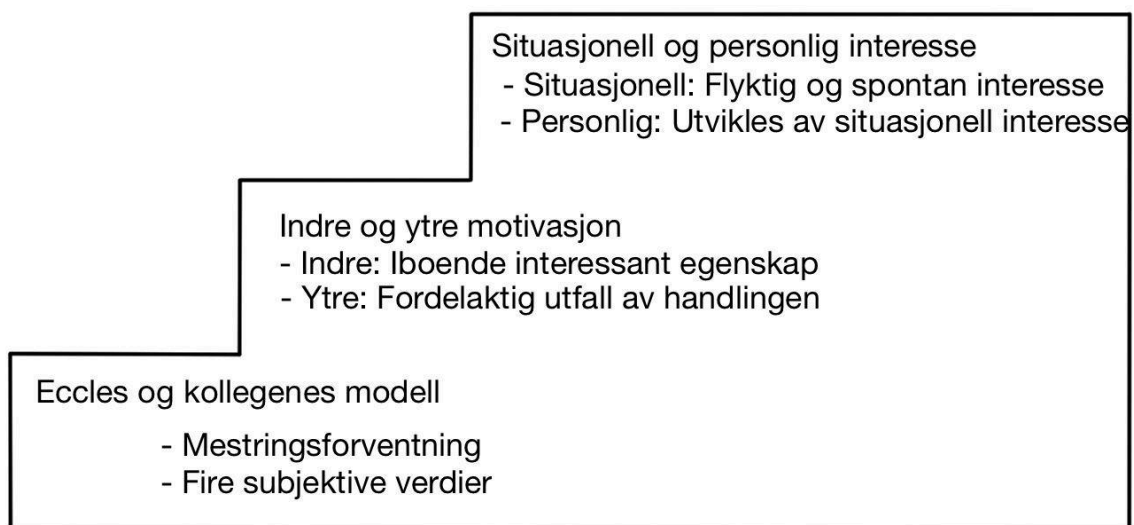 Situasjonell og personlig interesse
- Situasjonell: Flyktig og spontan interesse
- Personlig: Utvikles av situasjonell interesse
Indre og ytre motivasjon
- Indre: Iboende interessant egenskap
- Ytre: Fordelaktig utfall av handlingen
Eccles og kollegenes modell
- Mestringsforventning
- Fire subjektive verdier